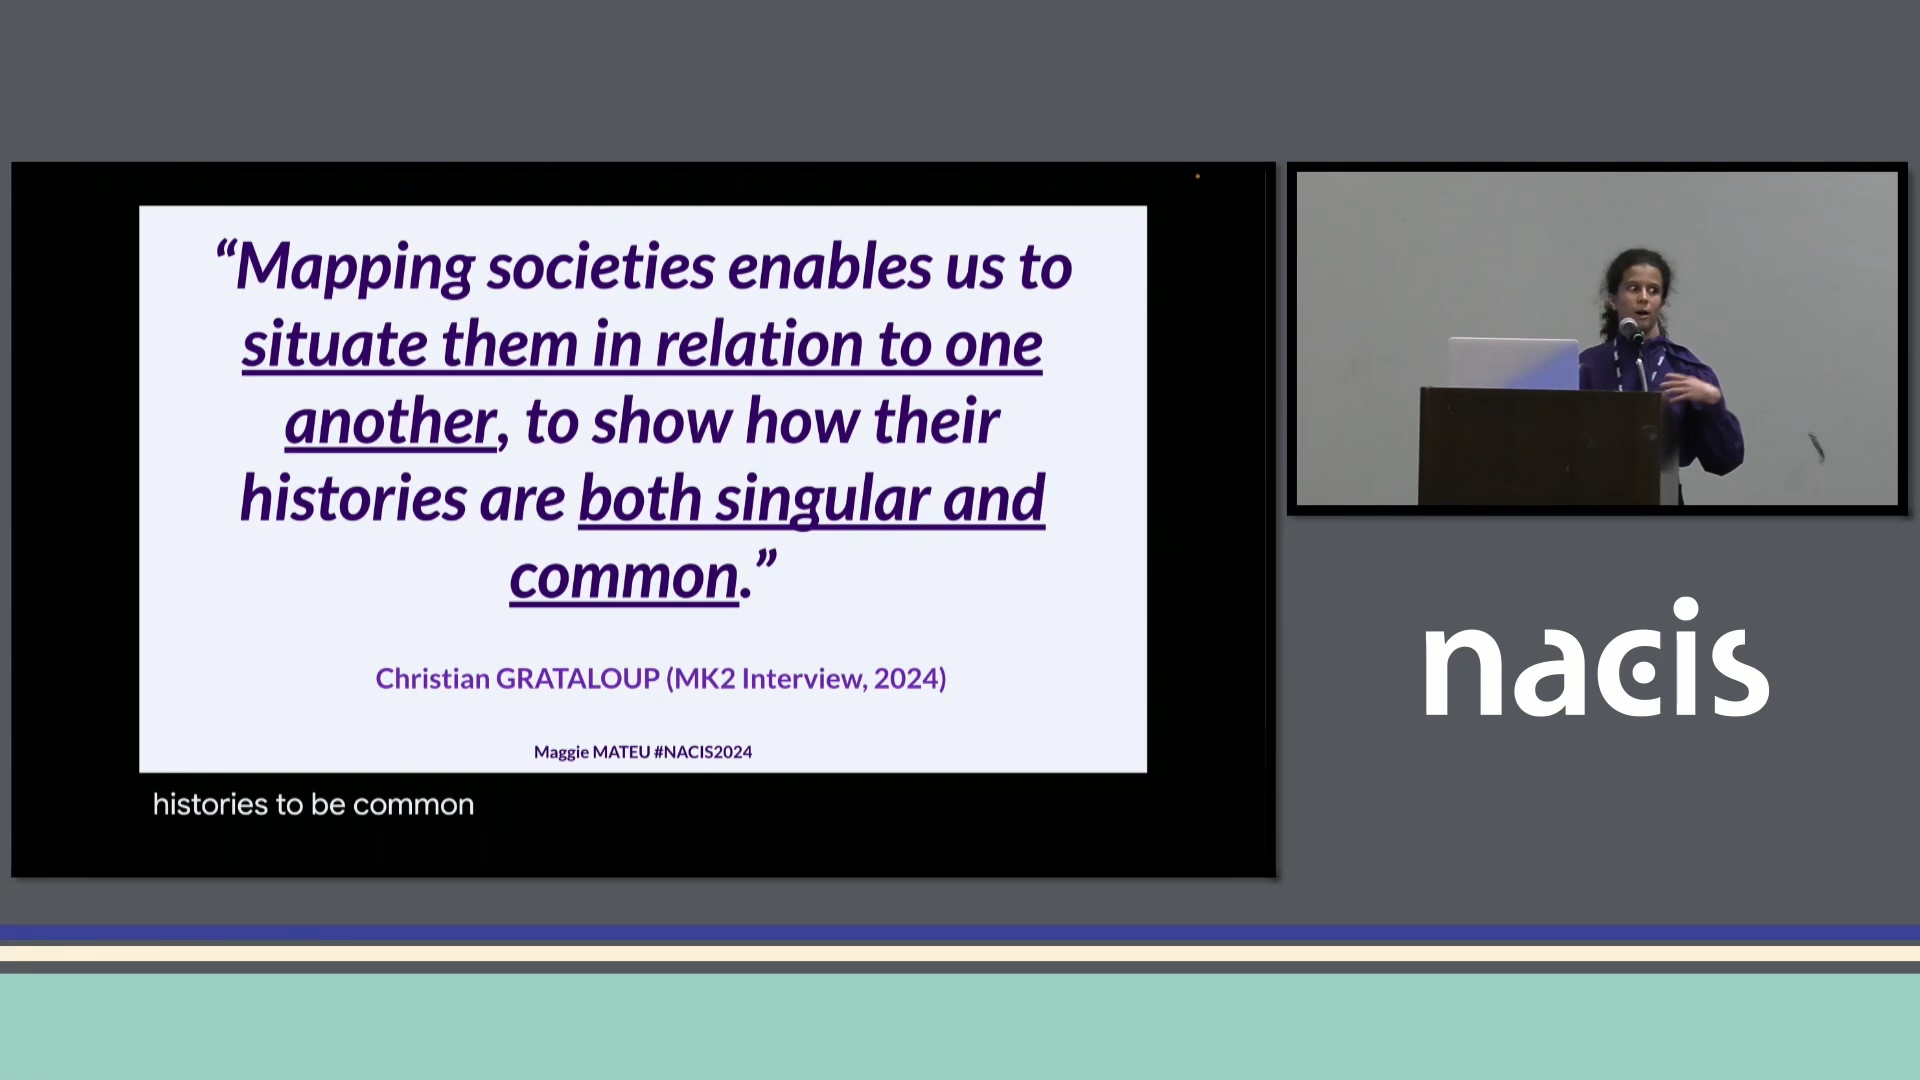 “Mapping societies enables us to
situate them in relation to one
another, to show how their
histories are both singular and
common.”
Christian GRATALOUP (MK2 Interview, 2024)
Maggie MATEU #NACIS2024
histories to be common
nacis